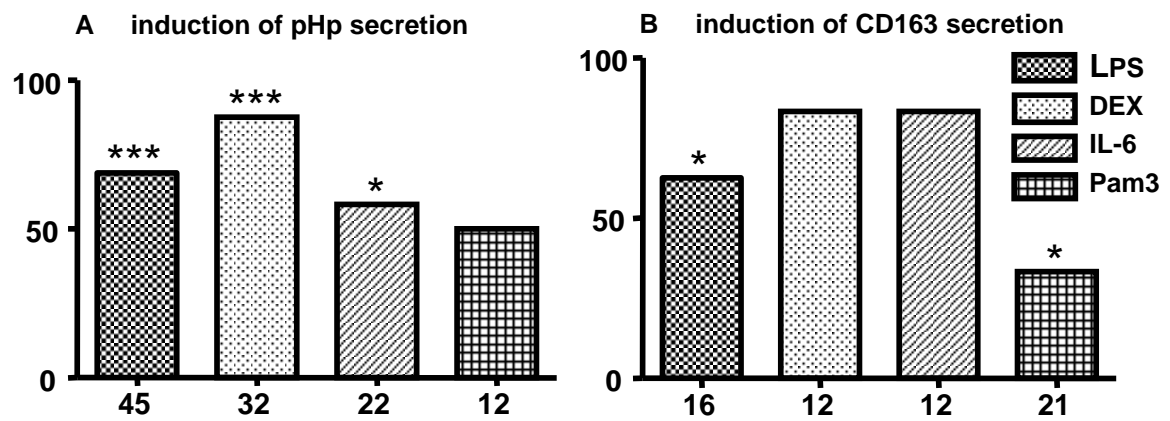 A induction of pHp secretion
100
50
0
***
***
*
45 32 22 12
B induction of CD163 secretion
100
50
0
*
*
16 12 12 21
LPS
DEX
IL-6
Pam3